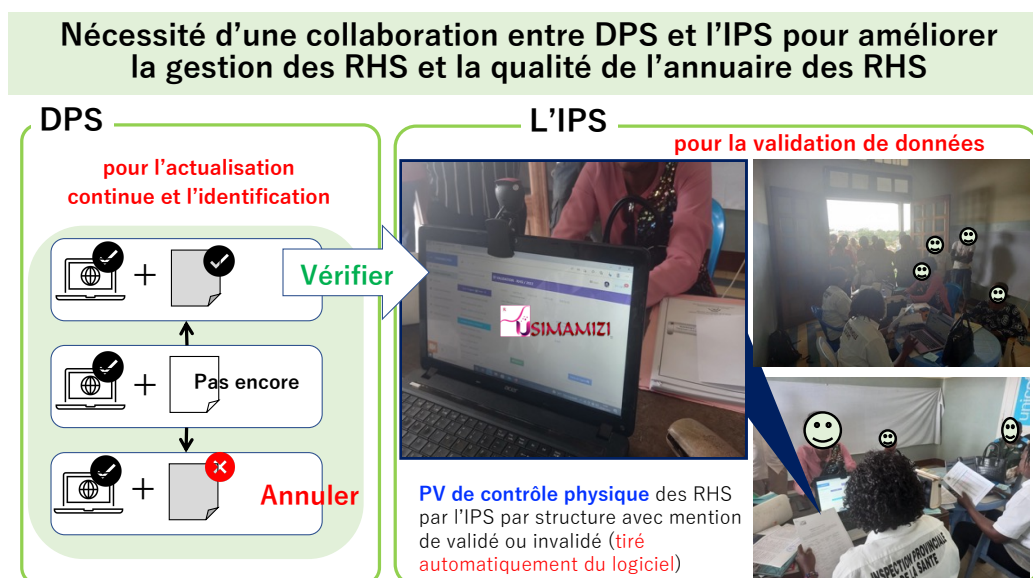 Nécessité d'une collaboration entre DPS et l'IPS pour améliorer
la gestion des RHS et la qualité de l'annuaire des RHS
DPS
pour l'actualisation
continue et l'identification
Vérifier
Pas encore
Annuler
L'IPS
pour la validation de données
USIMAMIZI
PV de contrôle physique des RHS
par l'IPS par structure avec mention
de validé ou invalidé (tiré
automatiquement du logiciel)
unice
INSPECTION PROVINCIALE
DE LA SANTE